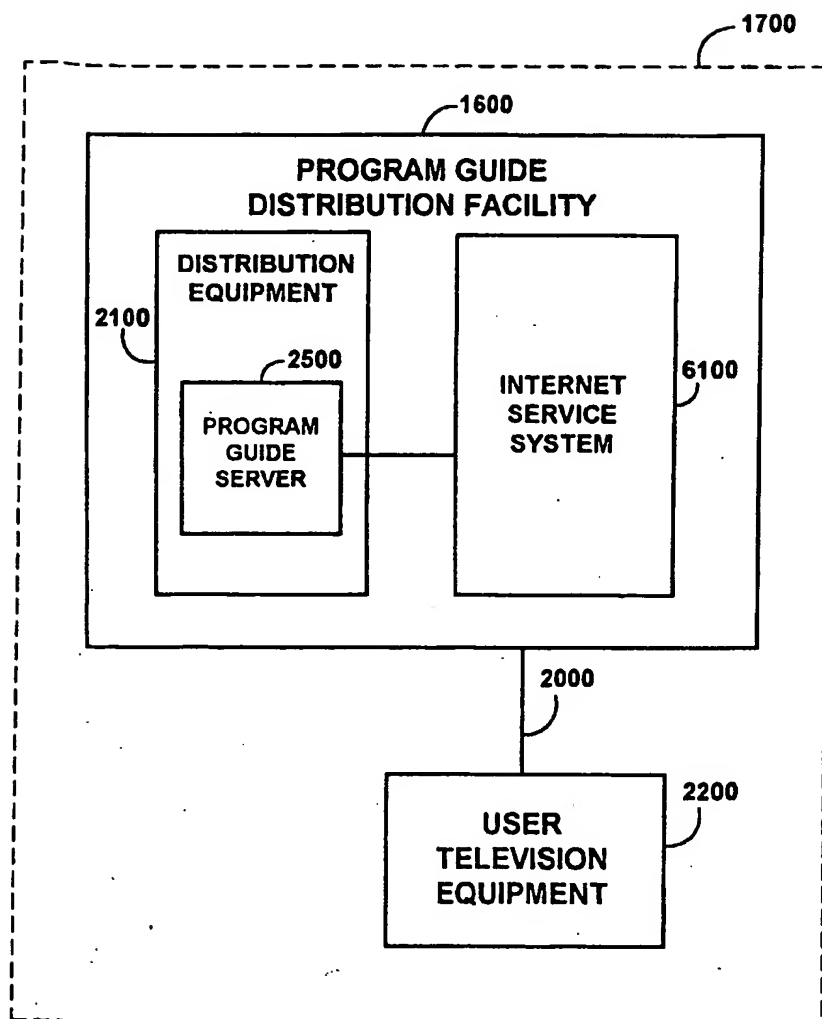 1700
1600
PROGRAM GUIDE
DISTRIBUTION FACILITY
DISTRIBUTION
EQUIPMENT
2100
2500
PROGRAM
GUIDE
SERVER
INTERNET
SERVICE
SYSTEM
6100
2000
USER
TELEVISION
EQUIPMENT
2200